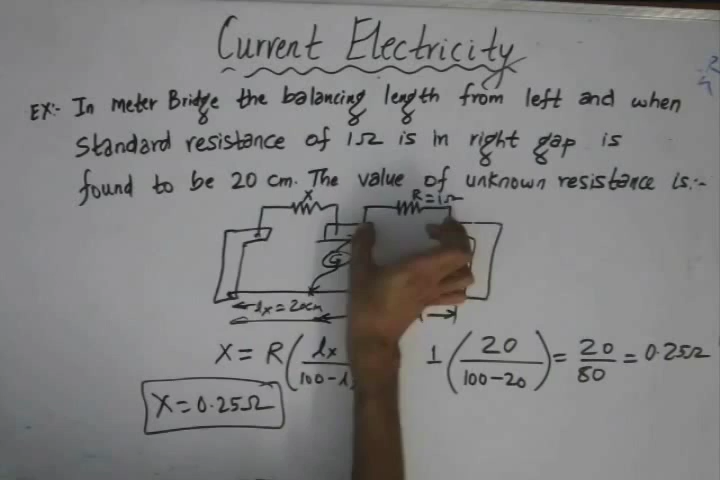 Current Electricity
EX:- In meter Bridge the balancing length from left and when
standard resistance of 1Ω is in right gap is
found to be 20 cm. The value of unknown resistance is:-
X R=1Ω
G
lx=20cm
X=R(lx/100-l 1(20/100-20)=20/80=0.25Ω
X=0.25Ω